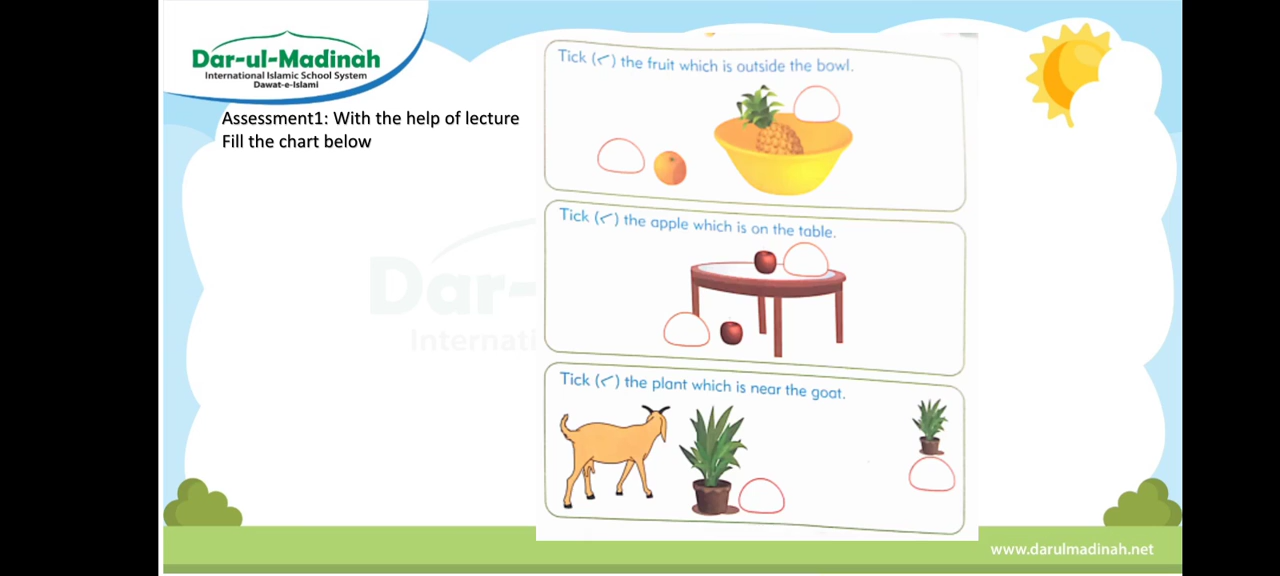 Dar-ul-Madinah
International Islamic School System
Dawat-e-Islami
Assessment1: With the help of lecture
Fill the chart below
Tick (✓) the fruit which is outside the bowl.
Tick (✓) the apple which is on the table.
Tick (✓) the plant which is near the goat.
Dar-
Internati
www.darulmadinah.net